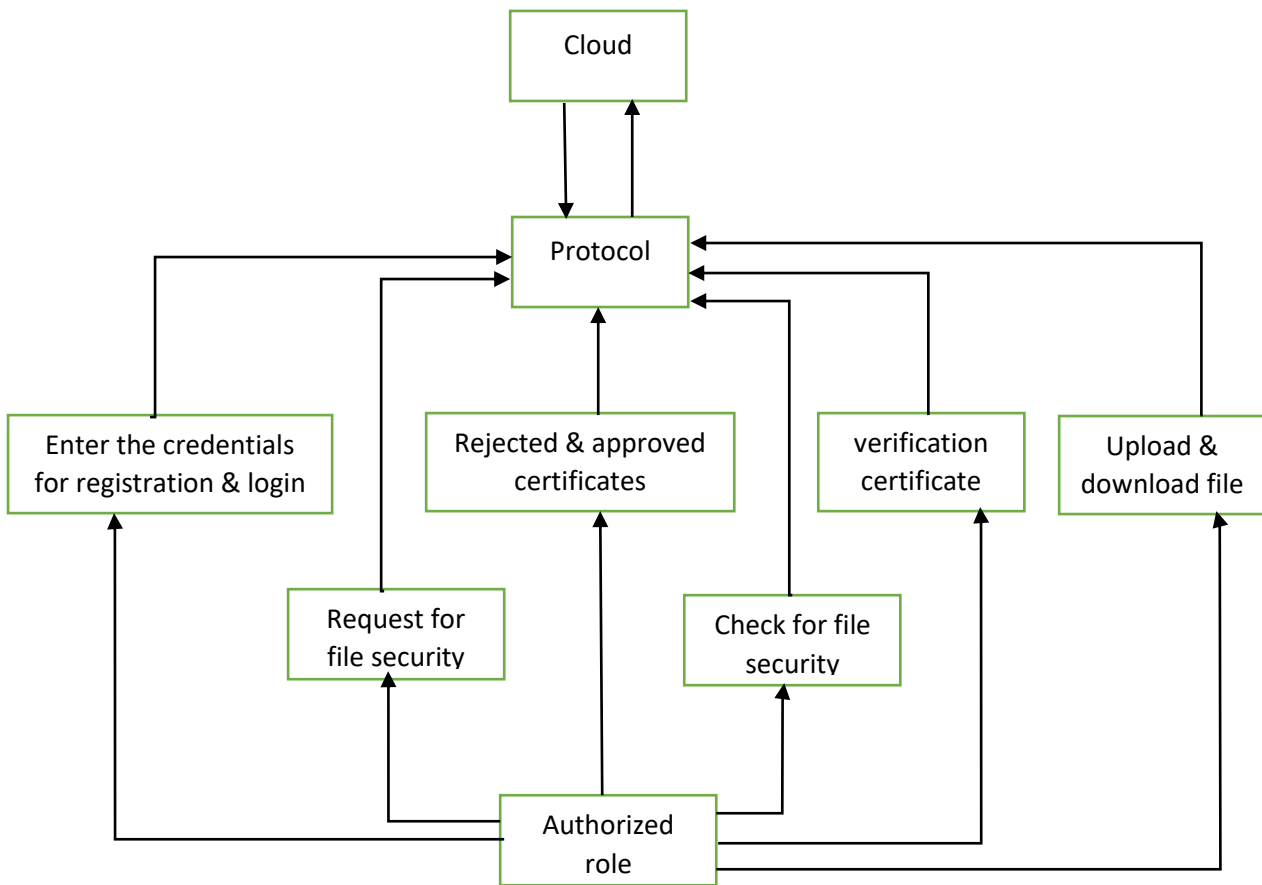 Cloud
Protocol
Enter the credentials
for registration & login
Rejected & approved
certificates
verification
certificate
Upload &
download file
Request for
file security
Check for file
security
Authorized
role